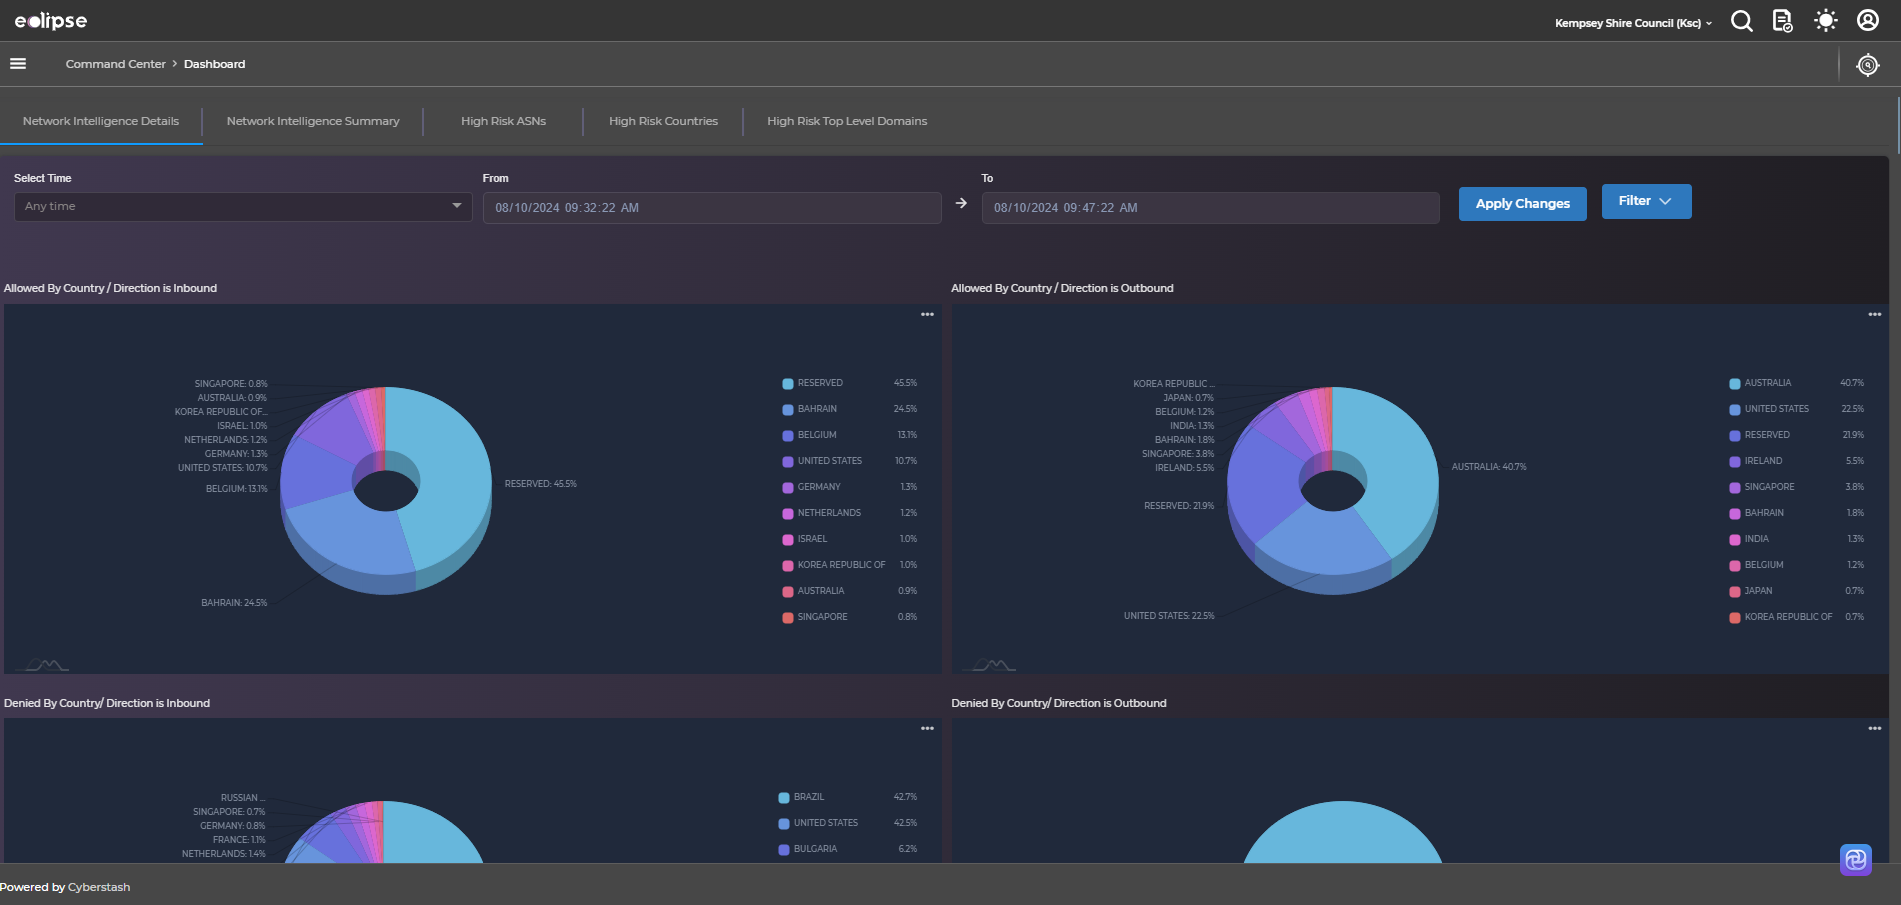 eclipse
Kempsey Shire Council (Ksc)
Command Center > Dashboard
Network Intelligence Details
Network Intelligence Summary
High Risk ASNs
High Risk Countries
High Risk Top Level Domains
Select Time
From
To
Any time
08/10/2024 09:32:22 AM
08/10/2024 09:47:22 AM
Apply Changes
Filter
Allowed By Country / Direction is Inbound
SINGAPORE: 0.8%
AUSTRALIA: 0.9%
KOREA REPUBLIC OF...
ISRAEL: 1.0%
NETHERLANDS: 1.2%
GERMANY: 1.3%
UNITED STATES: 10.7%
BELGIUM: 13.1%
RESERVED: 45.5%
BAHRAIN: 24.5%
RESERVED 45.5%
BAHRAIN 24.5%
BELGIUM 13.1%
UNITED STATES 10.7%
GERMANY 1.3%
NETHERLANDS 1.2%
ISRAEL 1.0%
KOREA REPUBLIC OF 1.0%
AUSTRALIA 0.9%
SINGAPORE 0.8%
Allowed By Country / Direction is Outbound
KOREA REPUBLIC ...
JAPAN: 0.7%
BELGIUM: 1.2%
INDIA: 1.3%
BAHRAIN: 1.8%
SINGAPORE: 3.8%
IRELAND: 5.5%
AUSTRALIA: 40.7%
RESERVED: 21.9%
UNITED STATES: 22.5%
AUSTRALIA 40.7%
UNITED STATES 22.5%
RESERVED 21.9%
IRELAND 5.5%
SINGAPORE 3.8%
BAHRAIN 1.8%
INDIA 1.3%
BELGIUM 1.2%
JAPAN 0.7%
KOREA REPUBLIC OF 0.7%
Denied By Country/ Direction is Inbound
RUSSIAN ...
SINGAPORE: 0.7%
GERMANY: 0.8%
FRANCE: 1.1%
NETHERLANDS: 1.4%
BRAZIL 42.7%
UNITED STATES 42.5%
BULGARIA 6.2%
Denied By Country/ Direction is Outbound
Powered by Cyberstash